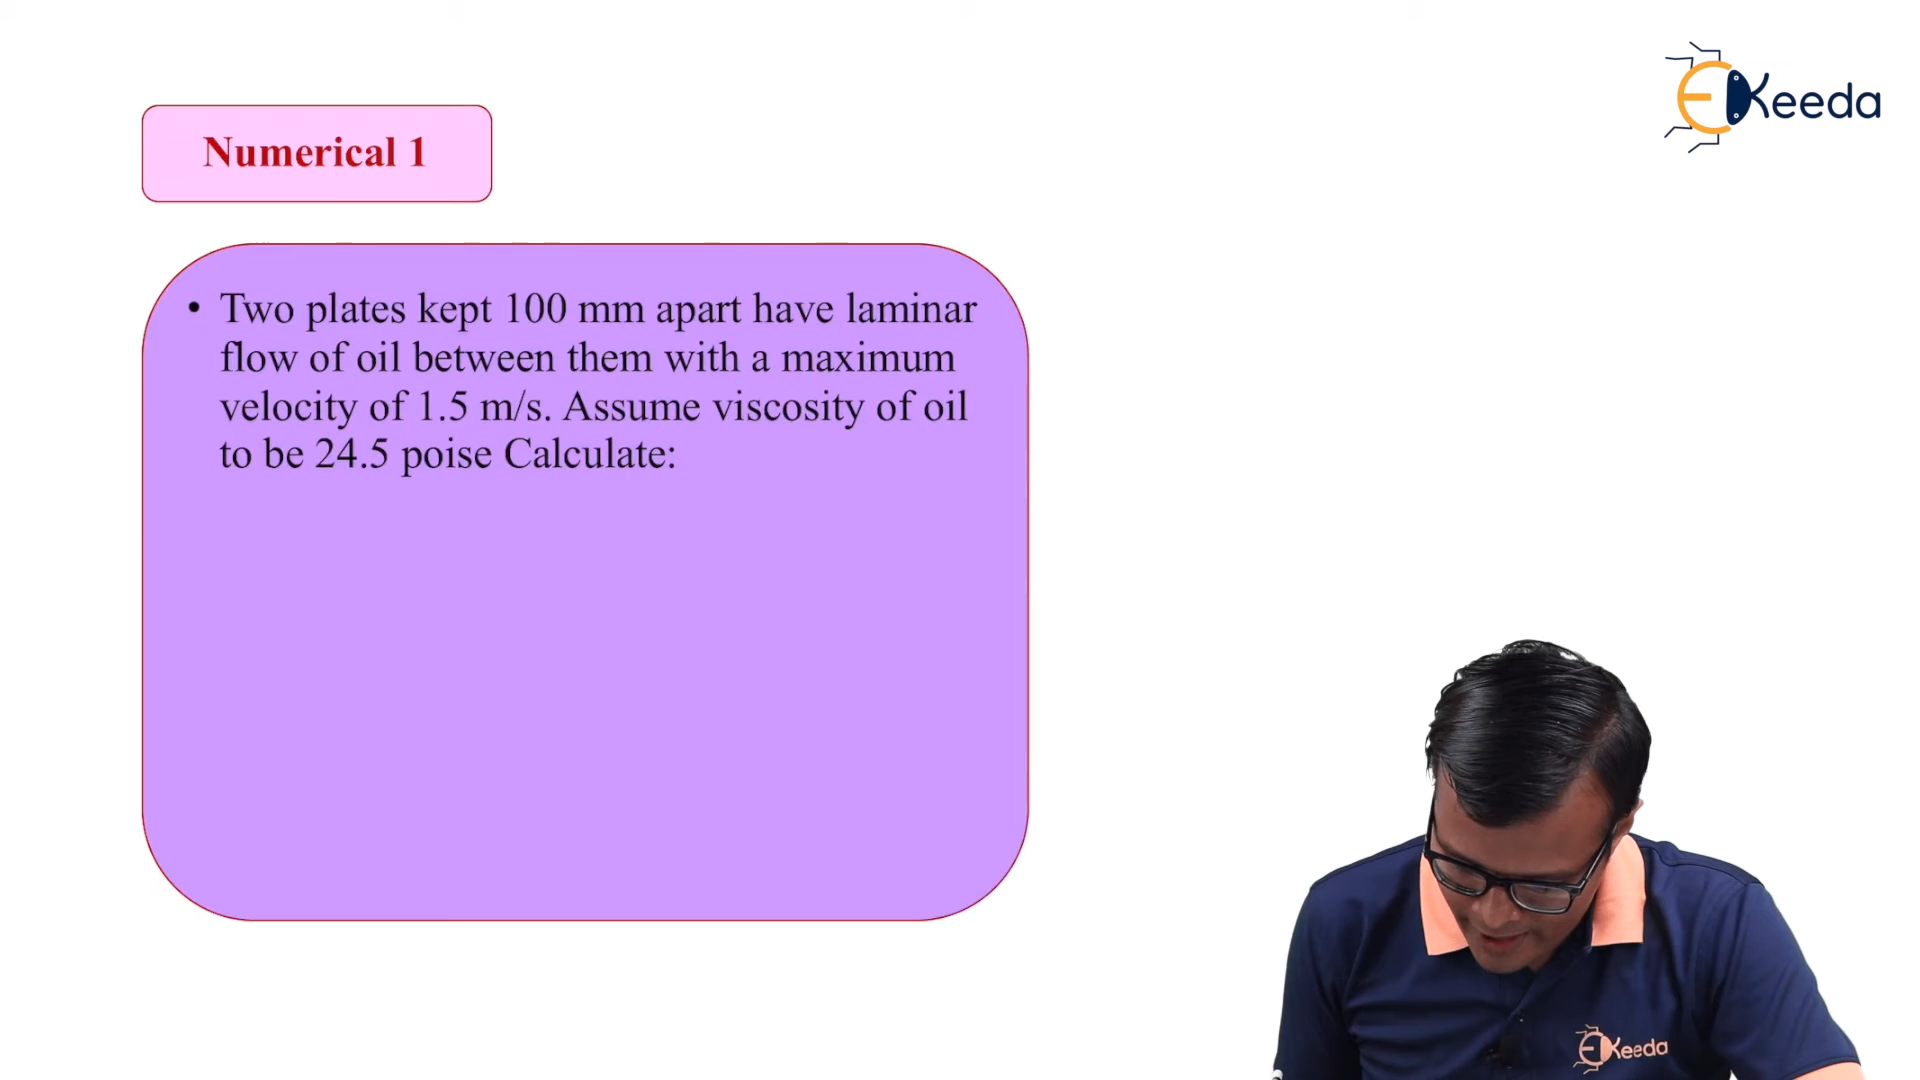 EKeeda
Numerical 1
• Two plates kept 100 mm apart have laminar
flow of oil between them with a maximum
velocity of 1.5 m/s. Assume viscosity of oil
to be 24.5 poise Calculate:
EKeeda